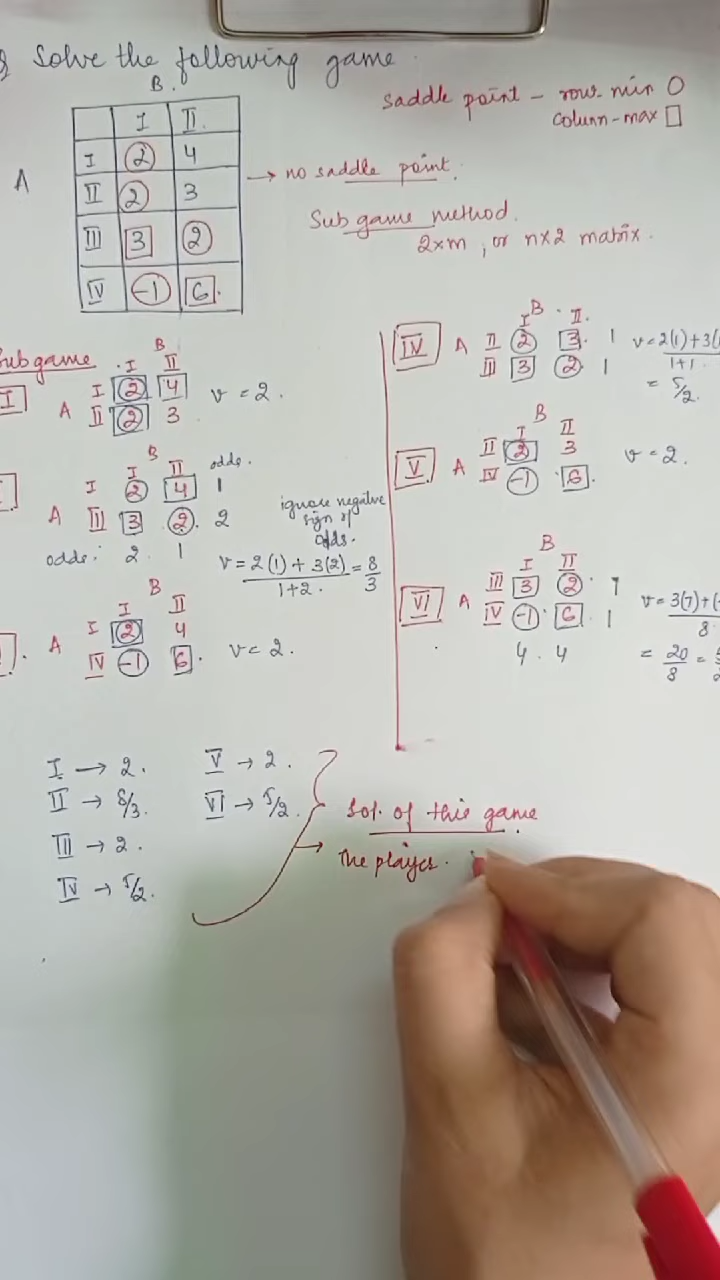 Solve the following game.
B.
I II.
A
I 2 4
II 2 3
III 3 2
IV -1 6.
→ no saddle point.
saddle point - row min O
column-max □
Sub game method.
2×m, or n×2 matrix.
Subgame
B
I II
I 2 4
I A II 2 3 v = 2.
B
I II odds.
I 2 4 1
A III 3 2. 2
odds: 2 1
ignore negative
sign of
odds.
v = 2(1) + 3(2) = 8
1+2. 3
B
I II
A I 2 4
IV -1 6. v = 2.
B
I II.
IV A II 2 3. 1
III 3 2 1
v=2(1)+3(
1+1.
= 5/2.
B
I II
V A II 2 3
IV -1 6.
v = 2.
B
I II
VI A III 3 2. 7
IV -1. 6. 1
4. 4
v= 3(7)+(-
8.
= 20 =
8
I → 2. V → 2.
II → 8/3. VI → 5/2.
III → 2.
IV → 5/2.
Sol. of this game
→ The player.